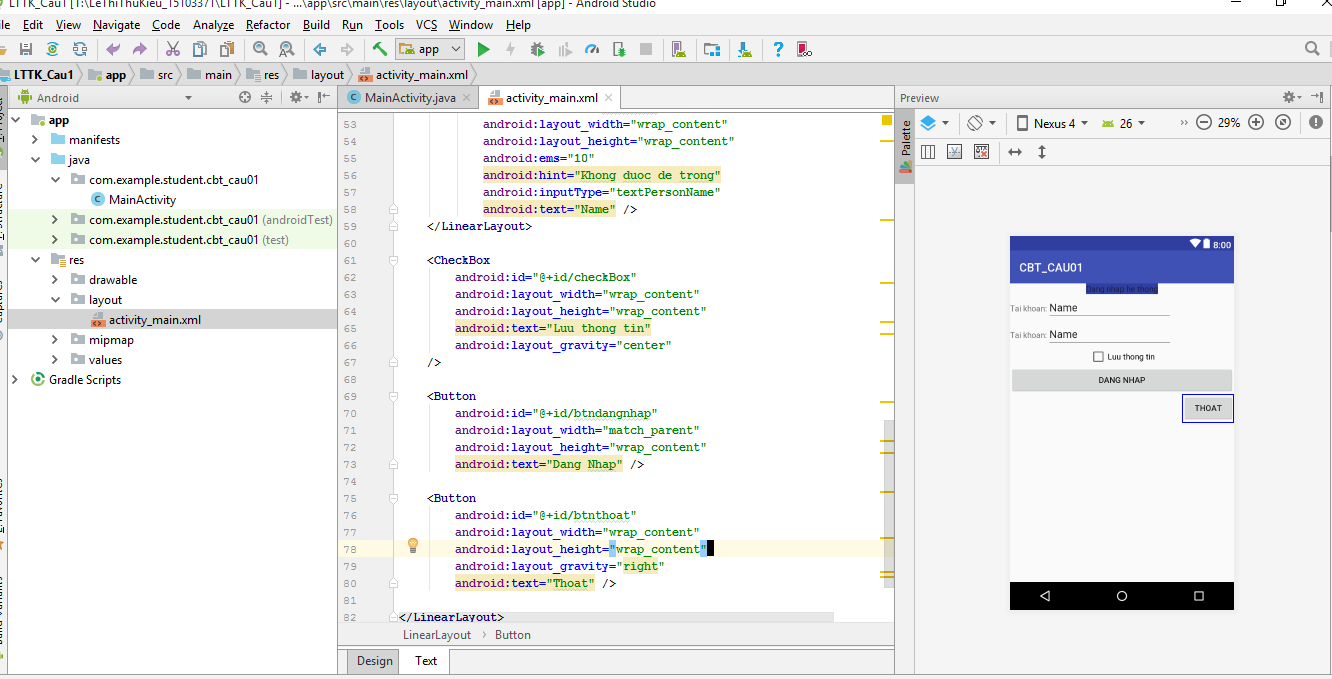 LTTK_Cau1 [T:\LeThiThuKieu_15103371\LTTK_Cau1] - ...\app\src\main\res\layout\activity_main.xml [app] - Android Studio
Edit View Navigate Code Analyze Refactor Build Run Tools VCS Window Help
app
LTTK_Cau1 app src main res layout activity_main.xml
Android
MainActivity.java
activity_main.xml
app
manifests
java
com.example.student.cbt_cau01
MainActivity
com.example.student.cbt_cau01 (androidTest)
com.example.student.cbt_cau01 (test)
res
drawable
layout
activity_main.xml
mipmap
values
Gradle Scripts
53 android:layout_width="wrap_content"
54 android:layout_height="wrap_content"
55 android:ems="10"
56 android:hint="Khong duoc de trong"
57 android:inputType="textPersonName"
58 android:text="Name" />
59 </LinearLayout>
60
61 <CheckBox
62 android:id="@+id/checkBox"
63 android:layout_width="wrap_content"
64 android:layout_height="wrap_content"
65 android:text="Luu thong tin"
66 android:layout_gravity="center"
67 />
68
69 <Button
70 android:id="@+id/btndangnhap"
71 android:layout_width="match_parent"
72 android:layout_height="wrap_content"
73 android:text="Dang Nhap" />
74
75 <Button
76 android:id="@+id/btnthoat"
77 android:layout_width="wrap_content"
78 android:layout_height="wrap_content"
79 android:layout_gravity="right"
80 android:text="Thoat" />
81
82 </LinearLayout>
LinearLayout › Button
Design Text
Preview
Palette
Nexus 4 26 29%
8:00
CBT_CAU01
Dang nhap he thong
Tai khoan: Name
Tai khoan: Name
Luu thong tin
DANG NHAP
THOAT